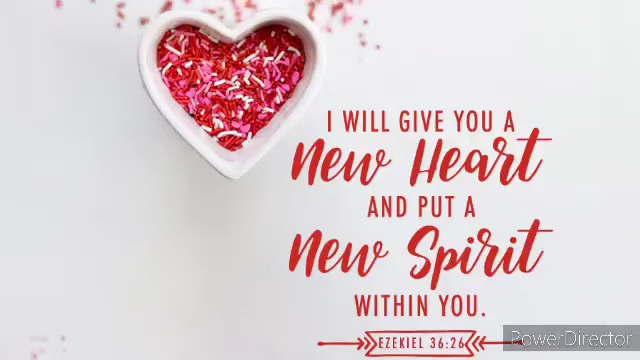 I WILL GIVE YOU A
New Heart
AND PUT A
New Spirit
WITHIN YOU.
EZEKIEL 36:26
PowerDirector